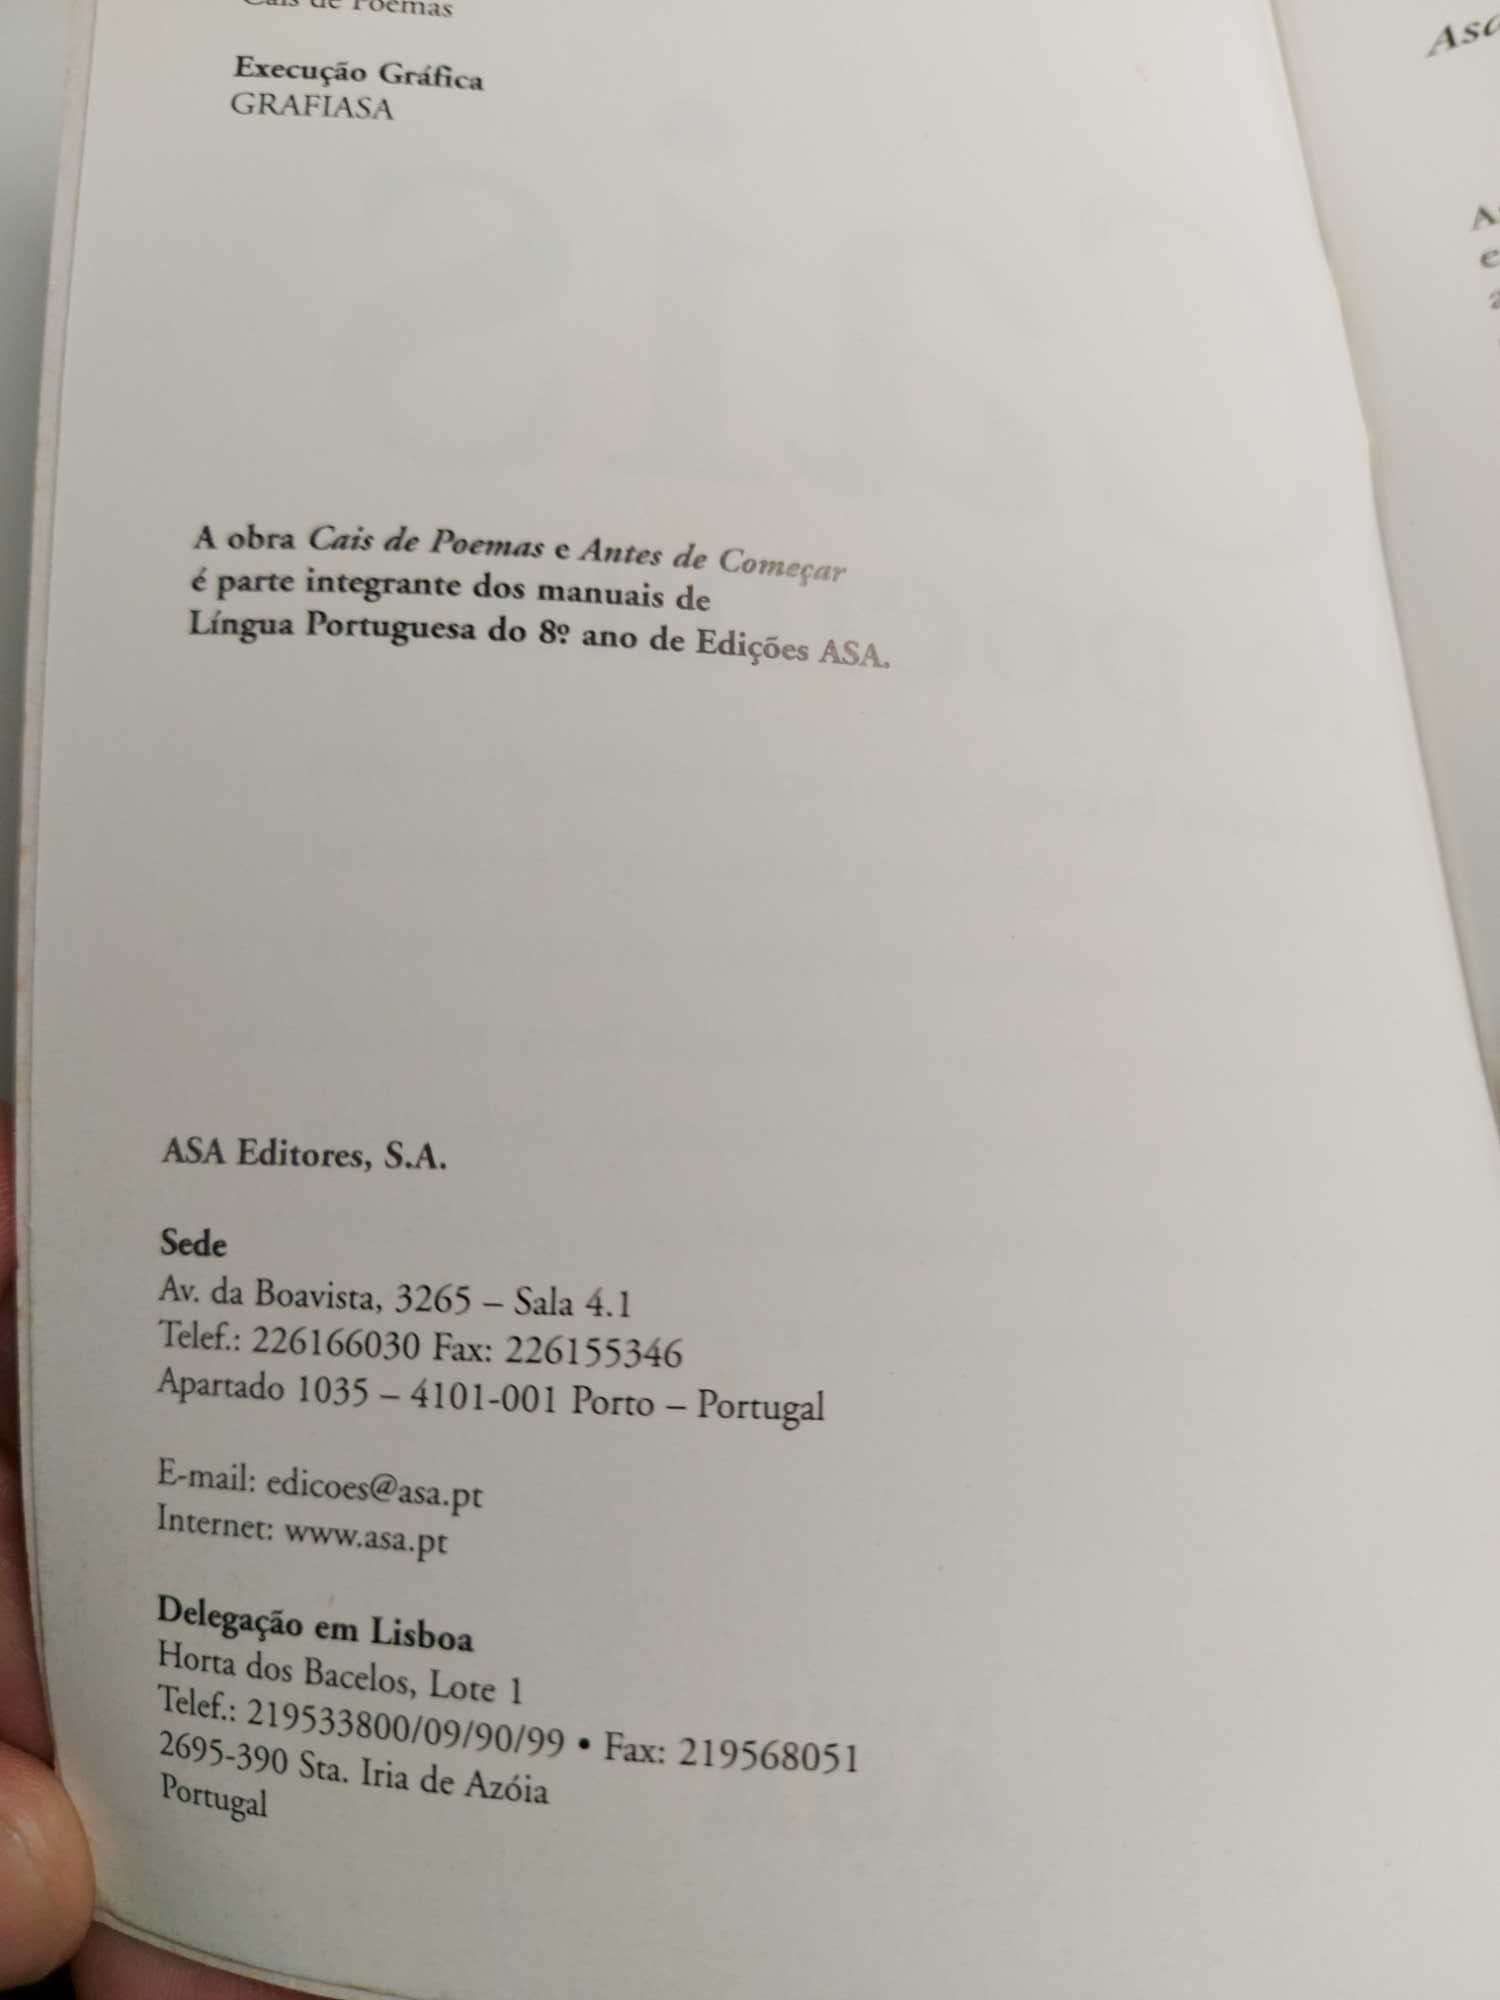 Cais de Poemas
Execução Gráfica
GRAFIASA
A obra Cais de Poemas e Antes de Começar
é parte integrante dos manuais de
Língua Portuguesa do 8º ano de Edições ASA.
ASA Editores, S.A.
Sede
Av. da Boavista, 3265 – Sala 4.1
Telef.: 226166030 Fax: 226155346
Apartado 1035 – 4101-001 Porto – Portugal
E-mail: edicoes@asa.pt
Internet: www.asa.pt
Delegação em Lisboa
Horta dos Bacelos, Lote 1
Telef.: 219533800/09/90/99 • Fax: 219568051
2695-390 Sta. Iria de Azóia
Portugal